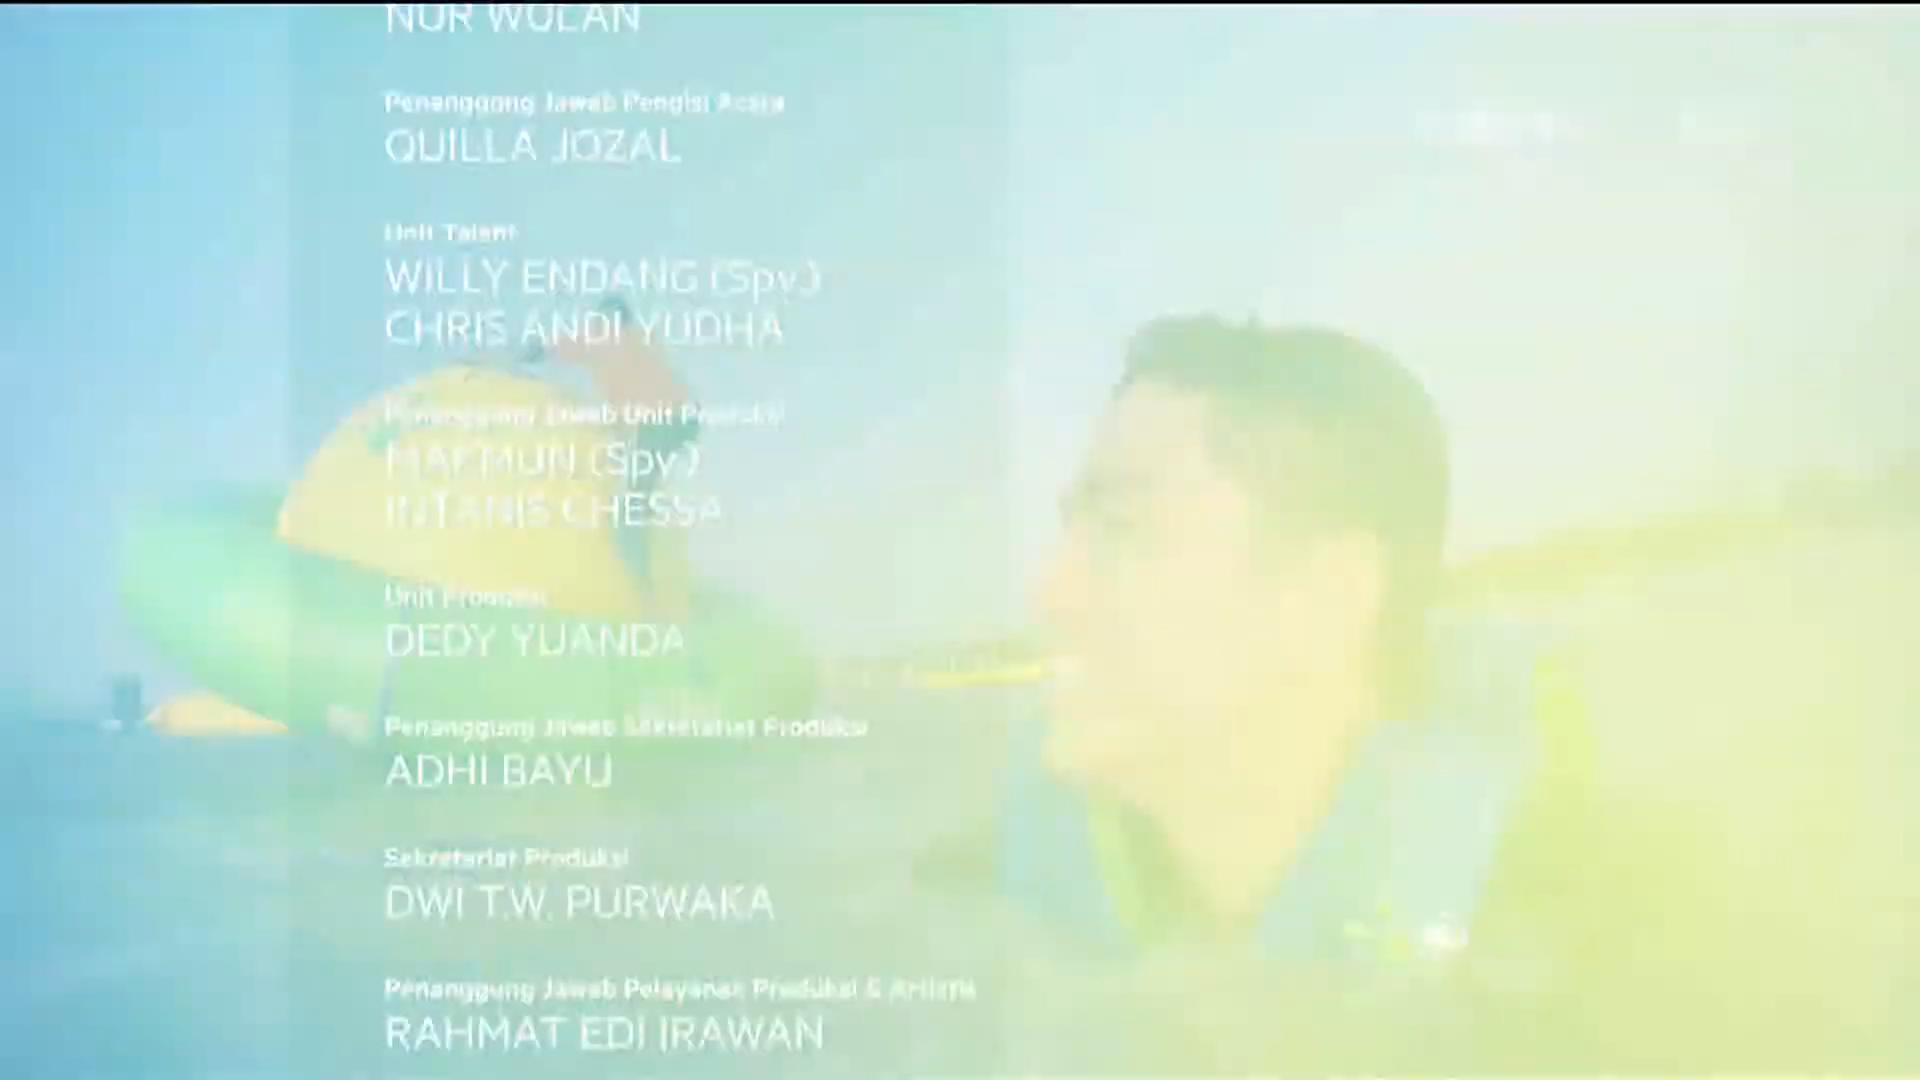 NUR WULAN
Penanggung Jawab Pengisi Acara
QUILLA JOZAL
Unit Talent
WILLY ENDANG (Spv.)
CHRIS ANDI YUDHA
Penanggung Jawab Unit Produksi
MAKMUN (Spv.)
INTANIS CHESSA
Unit Produksi
DEDY YUANDA
Penanggung Jawab Sekretariat Produksi
ADHI BAYU
Sekretariat Produksi
DWI T.W. PURWAKA
Penanggung Jawab Pelayanan Produksi & Artistik
RAHMAT EDI IRAWAN